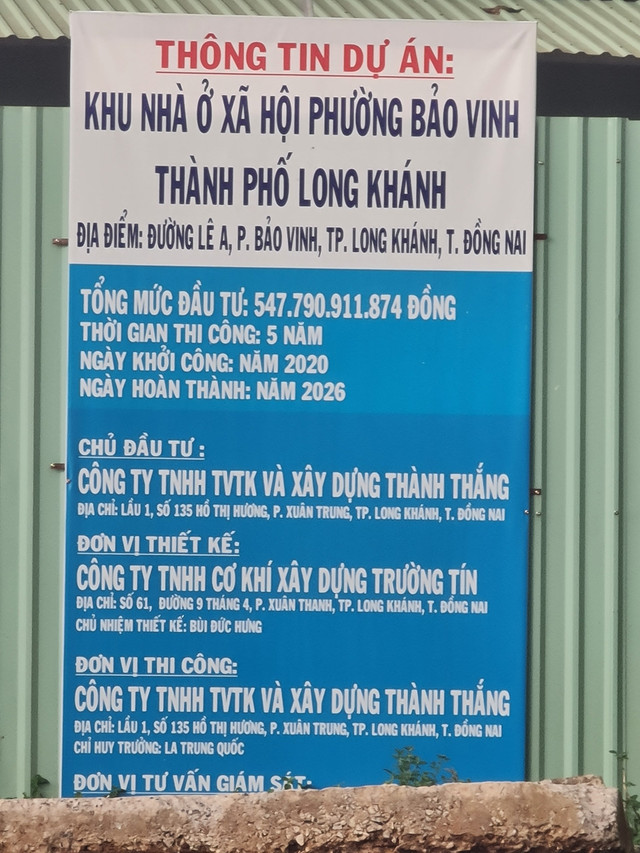 THÔNG TIN DỰ ÁN:
KHU NHÀ Ở XÃ HỘI PHƯỜNG BẢO VINH
THÀNH PHỐ LONG KHÁNH
ĐỊA ĐIỂM: ĐƯỜNG LÊ A, P. BẢO VINH, TP. LONG KHÁNH, T. ĐỒNG NAI
TỔNG MỨC ĐẦU TƯ: 547.790.911.874 ĐỒNG
THỜI GIAN THI CÔNG: 5 NĂM
NGÀY KHỞI CÔNG: NĂM 2020
NGÀY HOÀN THÀNH: NĂM 2026
CHỦ ĐẦU TƯ :
CÔNG TY TNHH TVTK VÀ XÂY DỰNG THÀNH THẮNG
ĐỊA CHỈ: LẦU 1, SỐ 135 HỒ THỊ HƯƠNG, P. XUÂN TRUNG, TP. LONG KHÁNH, T. ĐỒNG NAI
ĐƠN VỊ THIẾT KẾ:
CÔNG TY TNHH CƠ KHÍ XÂY DỰNG TRƯỜNG TÍN
ĐỊA CHỈ: SỐ 61, ĐƯỜNG 9 THÁNG 4, P. XUÂN THANH, TP. LONG KHÁNH, T. ĐỒNG NAI
CHỦ NHIỆM THIẾT KẾ: BÙI ĐỨC HƯNG
ĐƠN VỊ THI CÔNG:
CÔNG TY TNHH TVTK VÀ XÂY DỰNG THÀNH THẮNG
ĐỊA CHỈ: LẦU 1, SỐ 135 HỒ THỊ HƯƠNG, P. XUÂN TRUNG, TP. LONG KHÁNH, T. ĐỒNG NAI
CHỈ HUY TRƯỞNG: LA TRUNG QUỐC
ĐƠN VỊ TƯ VẤN GIÁM SÁT: